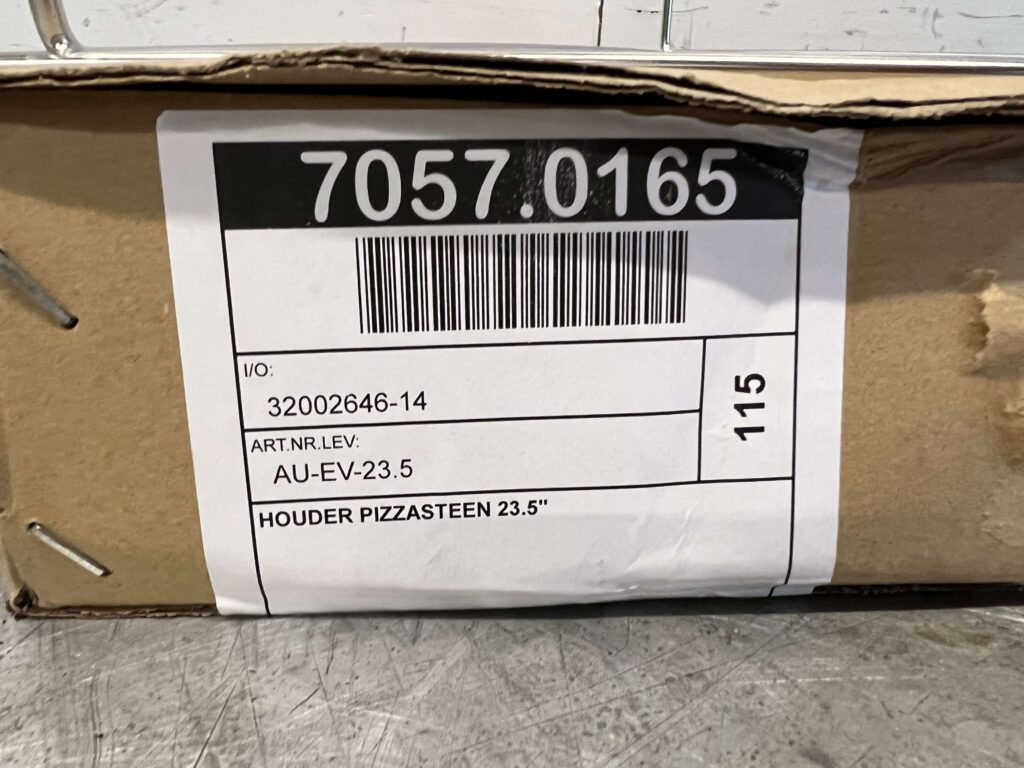 7057.0165
I/O:
32002646-14
115
ART.NR.LEV:
AU-EV-23.5
HOUDER PIZZASTEEN 23.5"